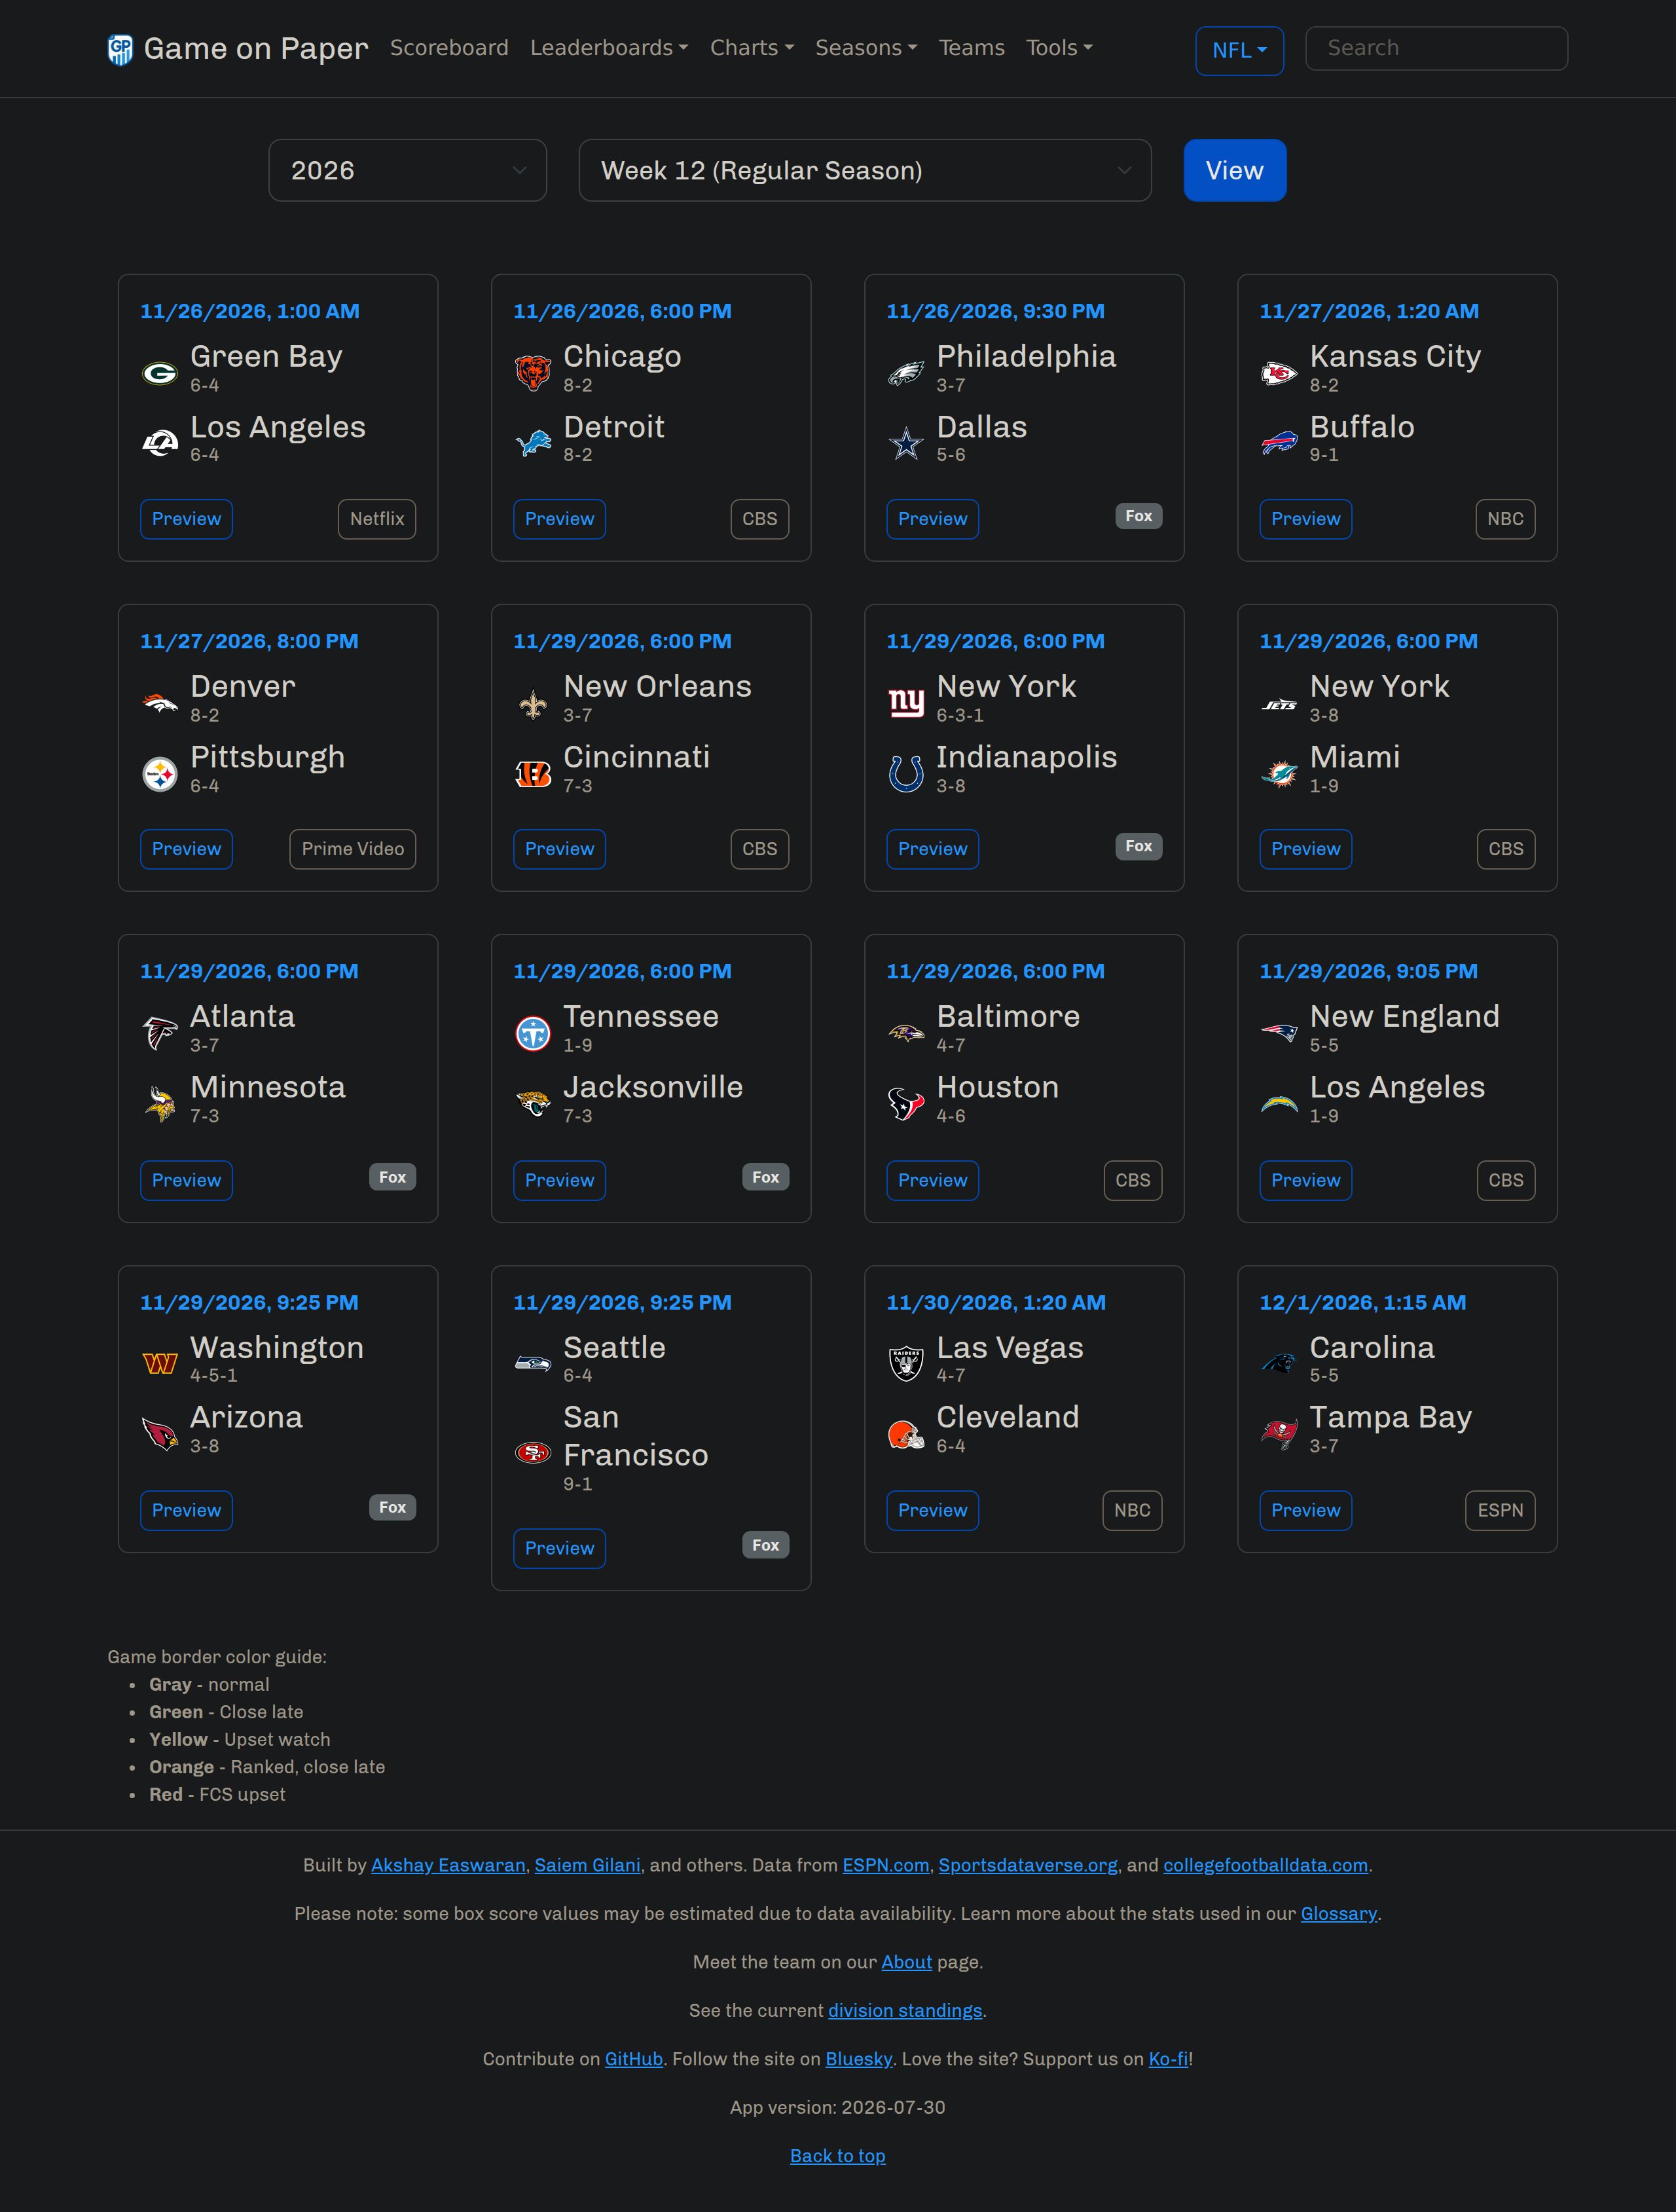 GP Game on Paper Scoreboard Leaderboards Charts Seasons Teams Tools NFL Search
2026 Week 12 (Regular Season) View
11/26/2026, 1:00 AM
Green Bay
6-4
Los Angeles
6-4
Preview Netflix
11/26/2026, 6:00 PM
Chicago
8-2
Detroit
8-2
Preview CBS
11/26/2026, 9:30 PM
Philadelphia
3-7
Dallas
5-6
Preview Fox
11/27/2026, 1:20 AM
Kansas City
8-2
Buffalo
9-1
Preview NBC
11/27/2026, 8:00 PM
Denver
8-2
Pittsburgh
6-4
Preview Prime Video
11/29/2026, 6:00 PM
New Orleans
3-7
Cincinnati
7-3
Preview CBS
11/29/2026, 6:00 PM
ny
New York
6-3-1
Indianapolis
3-8
Preview Fox
11/29/2026, 6:00 PM
JETS
New York
3-8
Miami
1-9
Preview CBS
11/29/2026, 6:00 PM
Atlanta
3-7
Minnesota
7-3
Preview Fox
11/29/2026, 6:00 PM
Tennessee
1-9
Jacksonville
7-3
Preview Fox
11/29/2026, 6:00 PM
Baltimore
4-7
Houston
4-6
Preview CBS
11/29/2026, 9:05 PM
New England
5-5
Los Angeles
1-9
Preview CBS
11/29/2026, 9:25 PM
Washington
4-5-1
Arizona
3-8
Preview Fox
11/29/2026, 9:25 PM
Seattle
6-4
San
Francisco
9-1
Preview Fox
11/30/2026, 1:20 AM
RAIDERS
Las Vegas
4-7
Cleveland
6-4
Preview NBC
12/1/2026, 1:15 AM
Carolina
5-5
Tampa Bay
3-7
Preview ESPN
Game border color guide:
• Gray - normal
• Green - Close late
• Yellow - Upset watch
• Orange - Ranked, close late
• Red - FCS upset
Built by Akshay Easwaran, Saiem Gilani, and others. Data from ESPN.com, Sportsdataverse.org, and collegefootballdata.com.
Please note: some box score values may be estimated due to data availability. Learn more about the stats used in our Glossary.
Meet the team on our About page.
See the current division standings.
Contribute on GitHub. Follow the site on Bluesky. Love the site? Support us on Ko-fi!
App version: 2026-07-30
Back to top